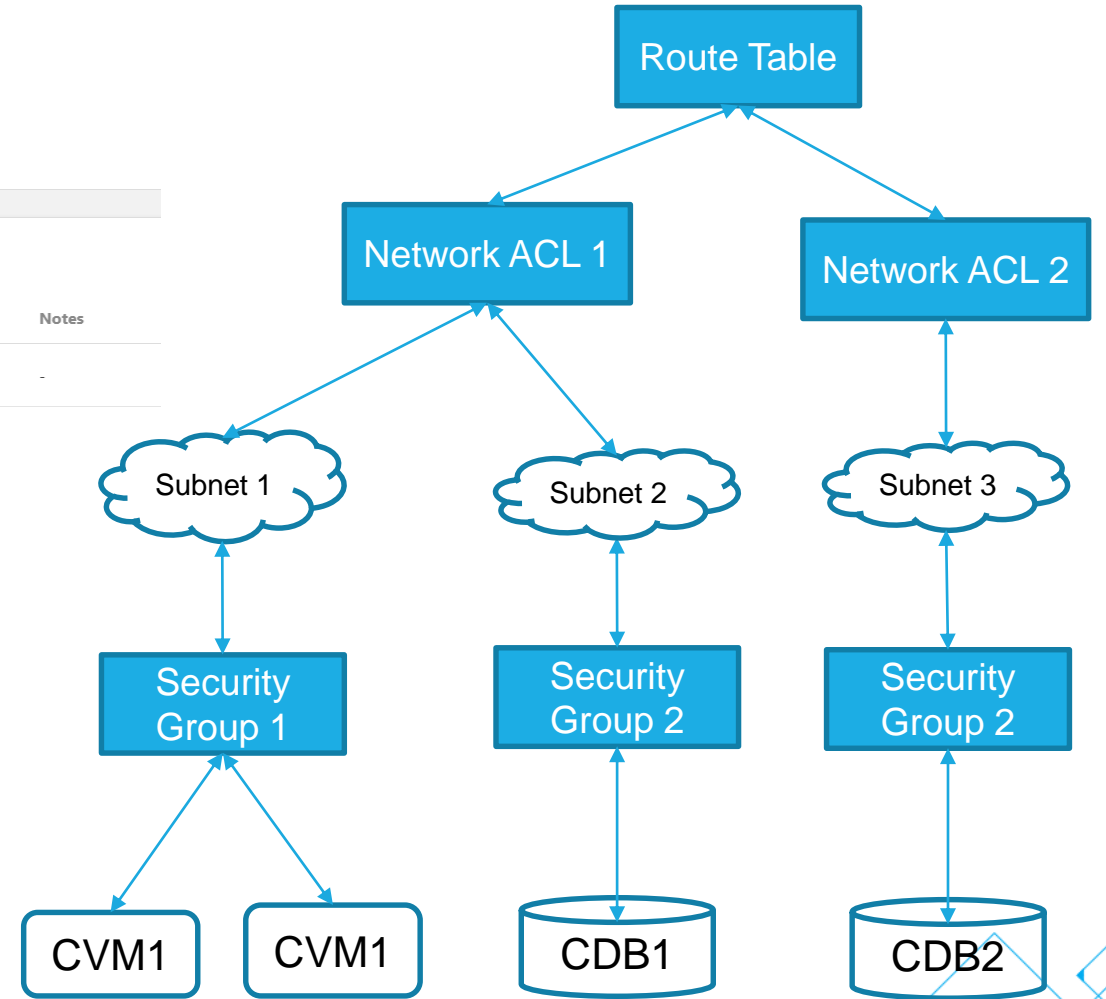 Route Table
Network ACL 1
Network ACL 2
Notes
-
Subnet 1
Subnet 2
Subnet 3
Security
Group 1
Security
Group 2
Security
Group 2
CVM1
CVM1
CDB1
CDB2